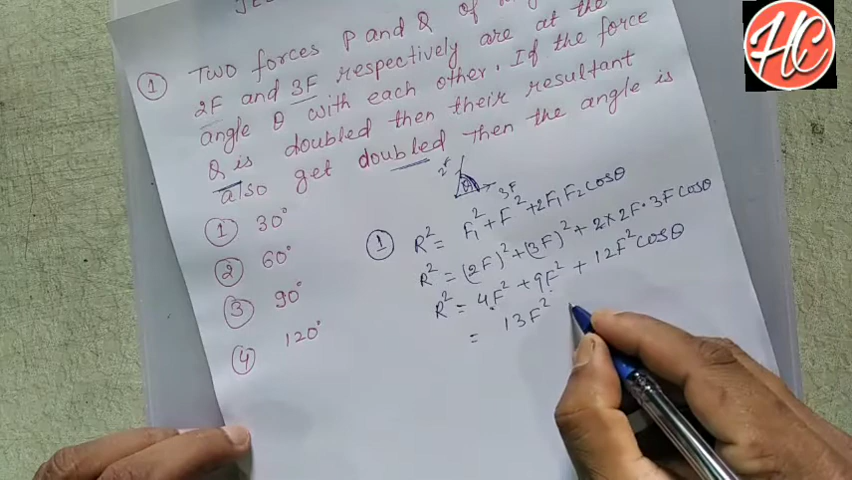 TWO forces P and Q of
2F and 3F respectively are at the
angle θ with each other. If the force
Q is doubled then their resultant
also get doubled then the angle is
① 30°
② 60°
③ 90°
④ 120°
2F
θ
3F
① R² = F₁² + F² + 2F₁F₂cosθ
R² = (2F)² + (3F)² + 2×2F·3F cosθ
R² = 4F² + 9F² + 12F² cosθ
= 13F²
HC